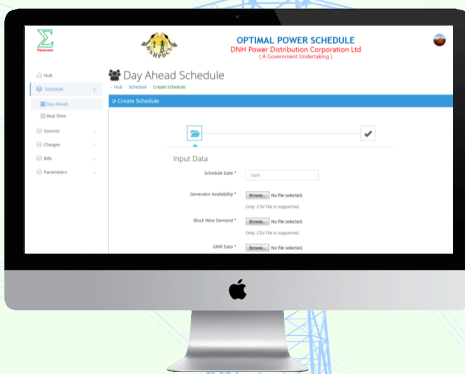 OPTIMAL POWER SCHEDULE
DNH Power Distribution Corporation Ltd
( A Government Undertaking )
Hub
Schedule
Day Ahead
Real Time
Sources
Charges
Bills
Parameters
Day Ahead Schedule
Hub Schedule Create Schedule
Create Schedule
Input Data
Schedule Date * Date
Generator Availability * Browse... No file selected.
Only .CSV file is supported.
Block Wise Demand * Browse... No file selected.
Only .CSV file is supported.
Browse... No file selected.